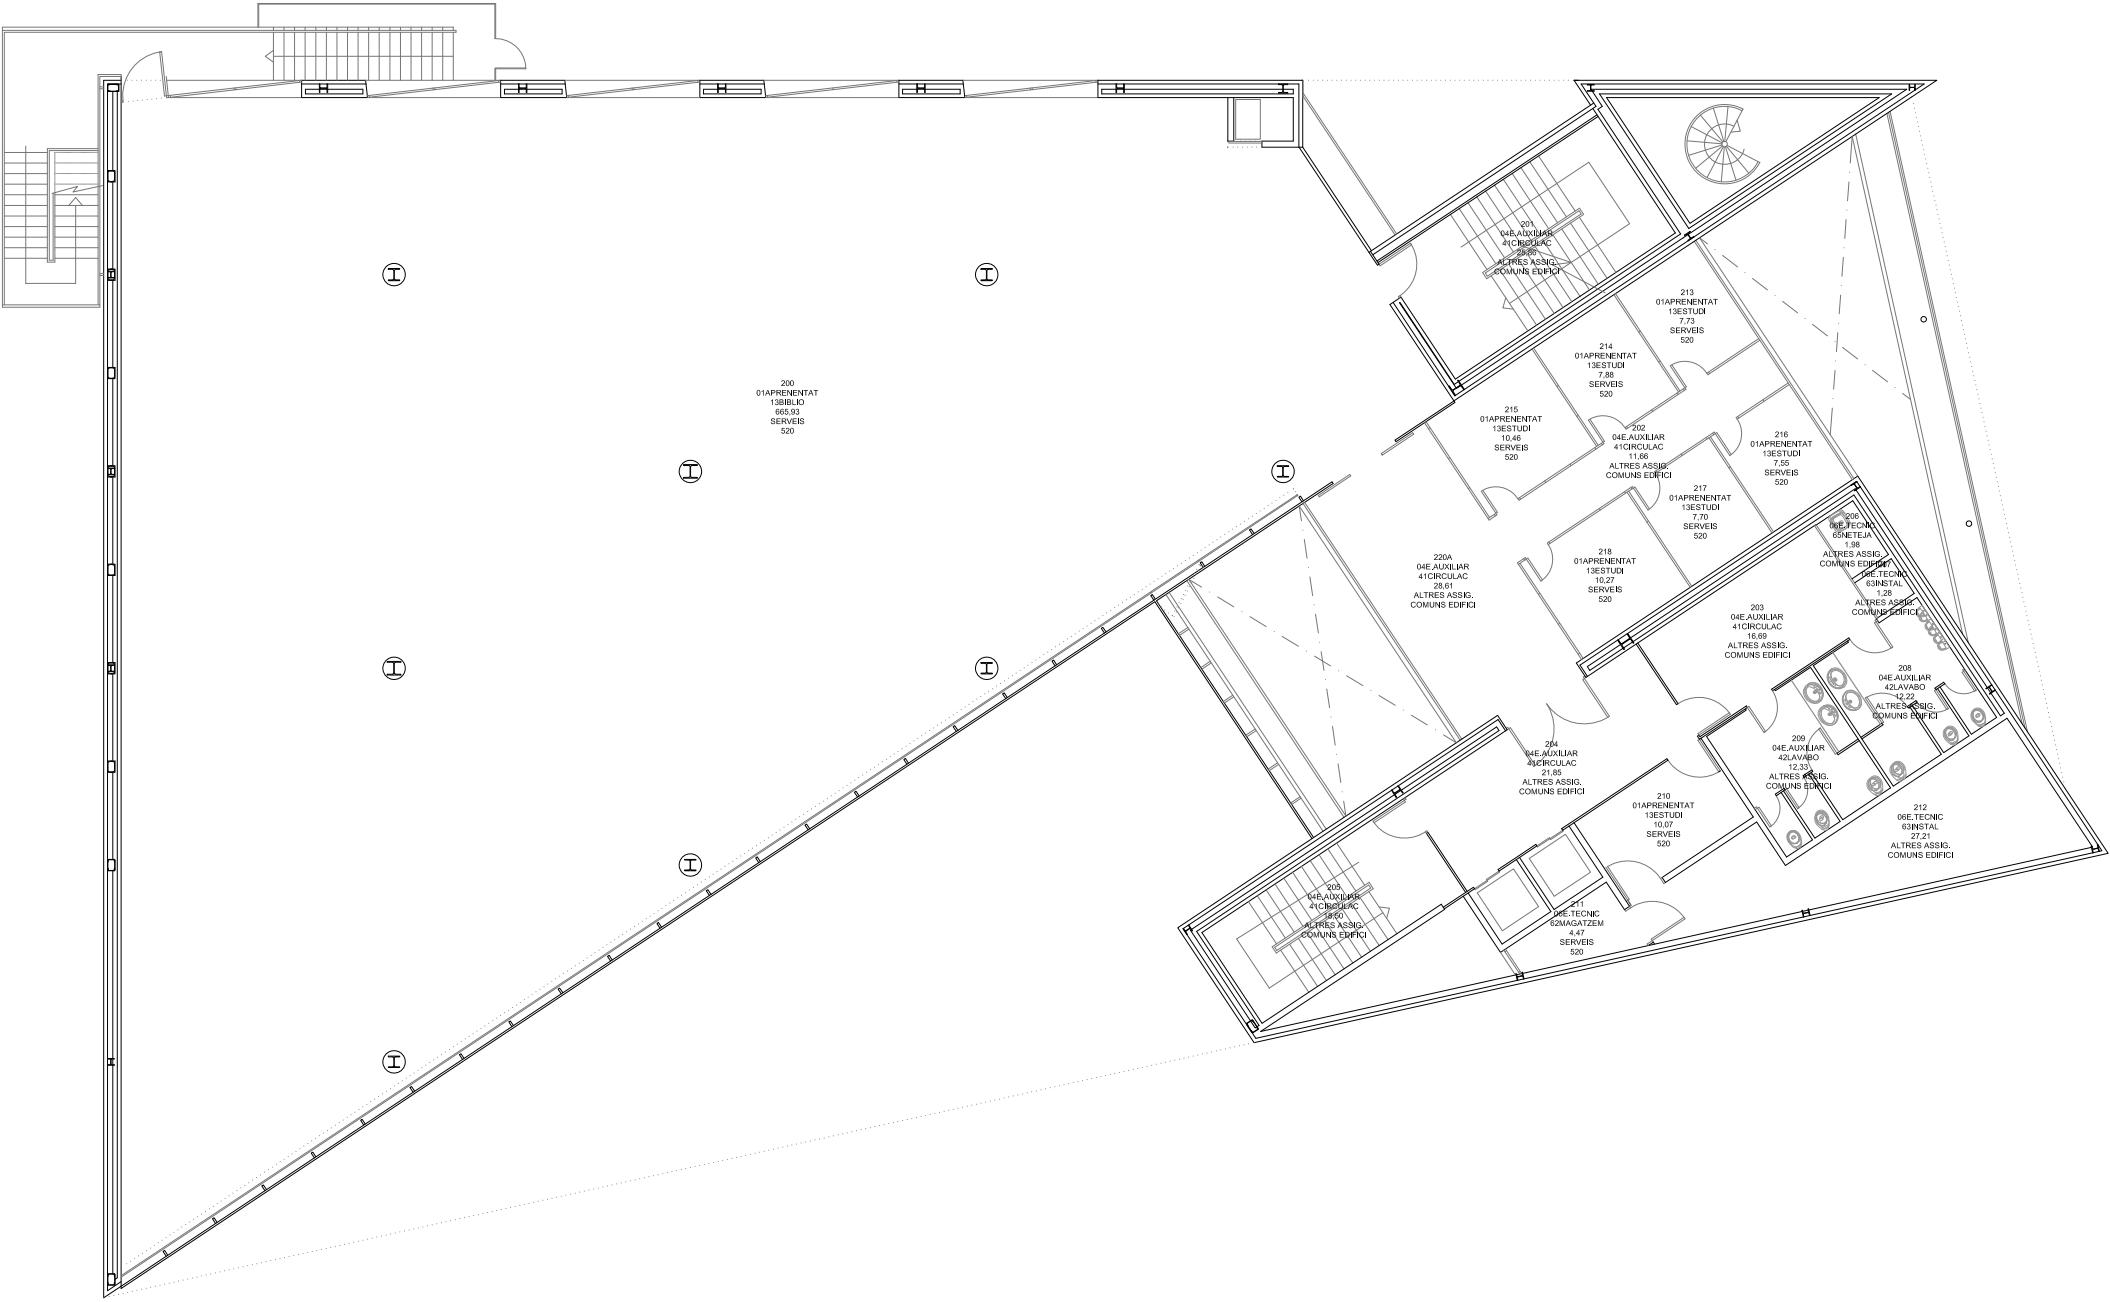 200
01APRENENTAT
13BIBLIO
665,93
SERVEIS
520
201
04E.AUXILIAR
41CIRCULAC
ALTRES ASSIG.
COMUNS EDIFICI
213
01APRENENTAT
13ESTUDI
7,73
SERVEIS
520
214
01APRENENTAT
13ESTUDI
7,88
SERVEIS
520
215
01APRENENTAT
13ESTUDI
10,46
SERVEIS
520
202
04E.AUXILIAR
41CIRCULAC
11,66
ALTRES ASSIG.
COMUNS EDIFICI
216
01APRENENTAT
13ESTUDI
7,55
SERVEIS
520
217
01APRENENTAT
13ESTUDI
7,70
SERVEIS
520
218
01APRENENTAT
13ESTUDI
10,27
SERVEIS
520
220A
04E.AUXILIAR
41CIRCULAC
28,61
ALTRES ASSIG.
COMUNS EDIFICI
206
06E.TECNIC
65NETEJA
1,98
ALTRES ASSIG.
COMUNS EDIFICI
06E.TECNIC
63INSTAL
1,28
ALTRES ASSIG.
COMUNS EDIFICI
203
04E.AUXILIAR
41CIRCULAC
16,69
ALTRES ASSIG.
COMUNS EDIFICI
208
04E.AUXILIAR
42LAVABO
12,22
ALTRES ASSIG.
COMUNS EDIFICI
204
04E.AUXILIAR
41CIRCULAC
21,85
ALTRES ASSIG.
COMUNS EDIFICI
209
04E.AUXILIAR
42LAVABO
12,33
ALTRES ASSIG.
COMUNS EDIFICI
210
01APRENENTAT
13ESTUDI
10,07
SERVEIS
520
212
06E.TECNIC
63INSTAL
27,21
ALTRES ASSIG.
COMUNS EDIFICI
205
04E.AUXILIAR
41CIRCULAC
ALTRES ASSIG.
COMUNS EDIFICI
211
06E.TECNIC
62MAGATZEM
4,47
SERVEIS
520